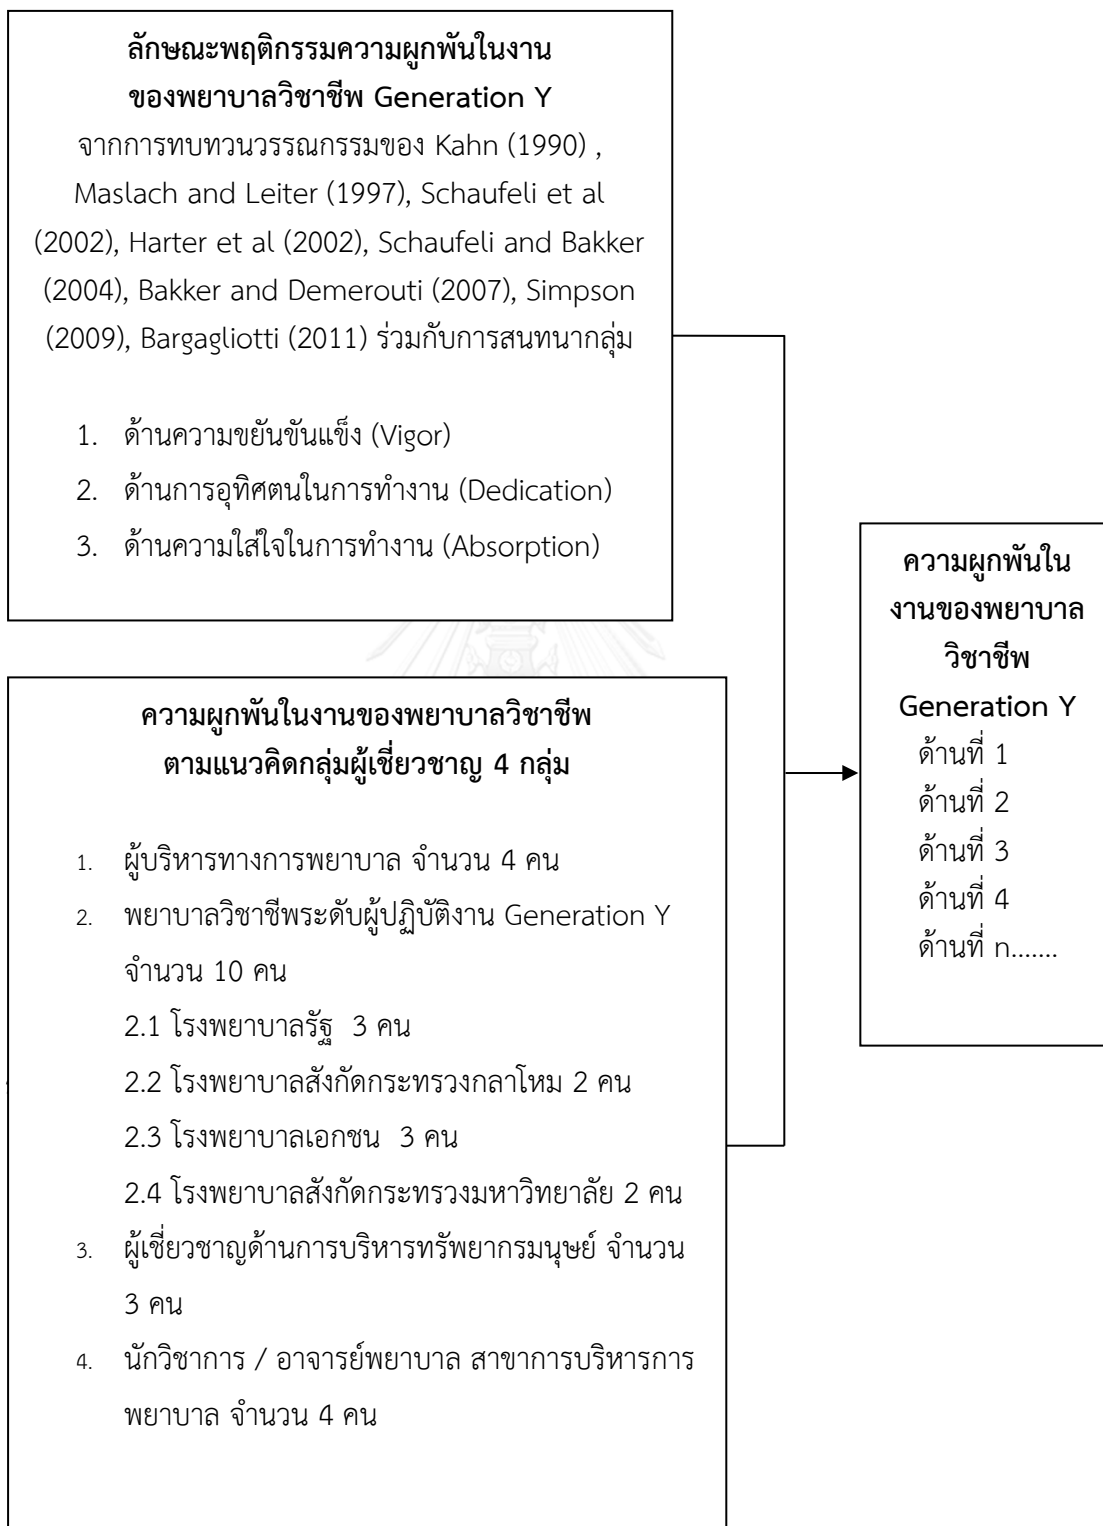 ลักษณะพฤติกรรมความผูกพันในงาน
ของพยาบาลวิชาชีพ Generation Y
จากการทบทวนวรรณกรรมของ Kahn (1990) ,
Maslach and Leiter (1997), Schaufeli et al
(2002), Harter et al (2002), Schaufeli and Bakker
(2004), Bakker and Demerouti (2007), Simpson
(2009), Bargagliotti (2011) ร่วมกับการสนทนากลุ่ม
1. ด้านความขยันขันแข็ง (Vigor)
2. ด้านการอุทิศตนในการทำงาน (Dedication)
3. ด้านความใส่ใจในการทำงาน (Absorption)
ความผูกพันในงานของพยาบาลวิชาชีพ
ตามแนวคิดกลุ่มผู้เชี่ยวชาญ 4 กลุ่ม
1. ผู้บริหารทางการพยาบาล จำนวน 4 คน
2. พยาบาลวิชาชีพระดับผู้ปฏิบัติงาน Generation Y
จำนวน 10 คน
2.1 โรงพยาบาลรัฐ 3 คน
2.2 โรงพยาบาลสังกัดกระทรวงกลาโหม 2 คน
2.3 โรงพยาบาลเอกชน 3 คน
2.4 โรงพยาบาลสังกัดกระทรวงมหาวิทยาลัย 2 คน
3. ผู้เชี่ยวชาญด้านการบริหารทรัพยากรมนุษย์ จำนวน
3 คน
4. นักวิชาการ / อาจารย์พยาบาล สาขาการบริหารการ
พยาบาล จำนวน 4 คน
ความผูกพันใน
งานของพยาบาล
วิชาชีพ
Generation Y
ด้านที่ 1
ด้านที่ 2
ด้านที่ 3
ด้านที่ 4
ด้านที่ n.......